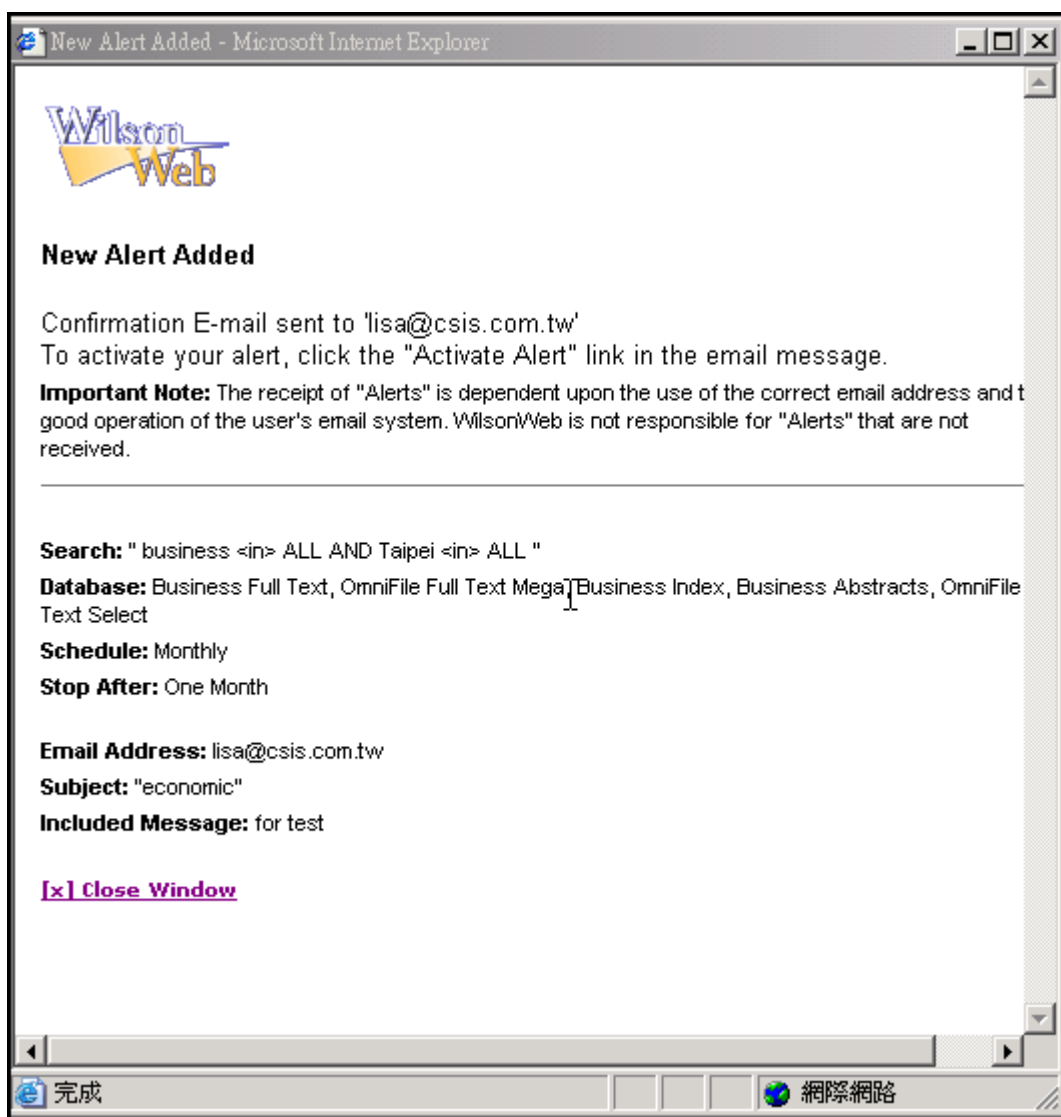 New Alert Added - Microsoft Internet Explorer
Wilson
Web
New Alert Added
Confirmation E-mail sent to 'lisa@csis.com.tw'
To activate your alert, click the "Activate Alert" link in the email message.
Important Note: The receipt of "Alerts" is dependent upon the use of the correct email address and t
good operation of the user's email system. WilsonWeb is not responsible for "Alerts" that are not
received.
Search: " business <in> ALL AND Taipei <in> ALL "
Database: Business Full Text, OmniFile Full Text Mega, Business Index, Business Abstracts, OmniFile
Text Select
Schedule: Monthly
Stop After: One Month
Email Address: lisa@csis.com.tw
Subject: "economic"
Included Message: for test
[x] Close Window
完成
網際網路